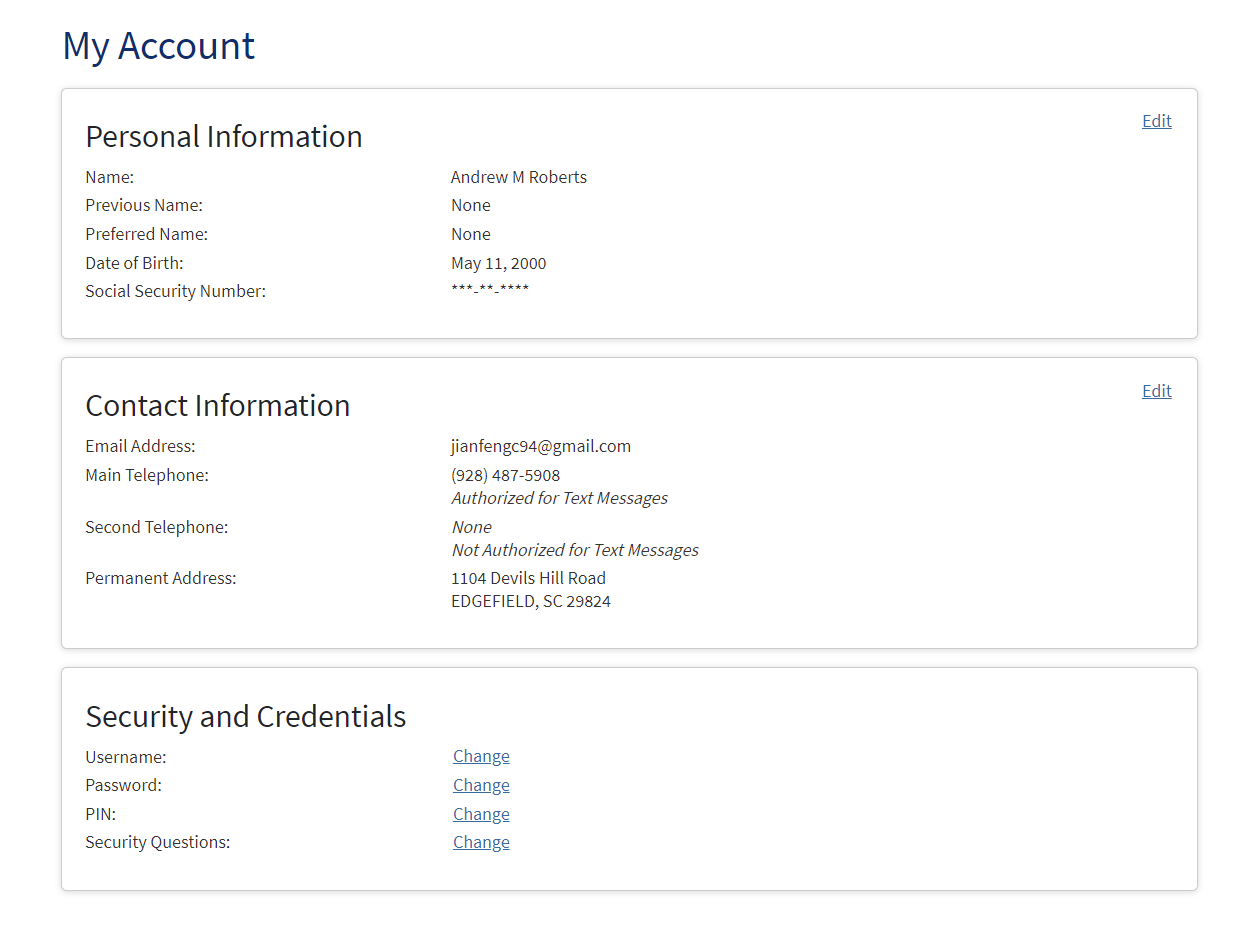 My Account
Personal Information
Edit
Name: Andrew M Roberts
Previous Name: None
Preferred Name: None
Date of Birth: May 11, 2000
Social Security Number: ***-**-****
Contact Information
Edit
Email Address: jianfengc94@gmail.com
Main Telephone: (928) 487-5908
Authorized for Text Messages
Second Telephone: None
Not Authorized for Text Messages
Permanent Address: 1104 Devils Hill Road
EDGEFIELD, SC 29824
Security and Credentials
Username: Change
Password: Change
PIN: Change
Security Questions: Change